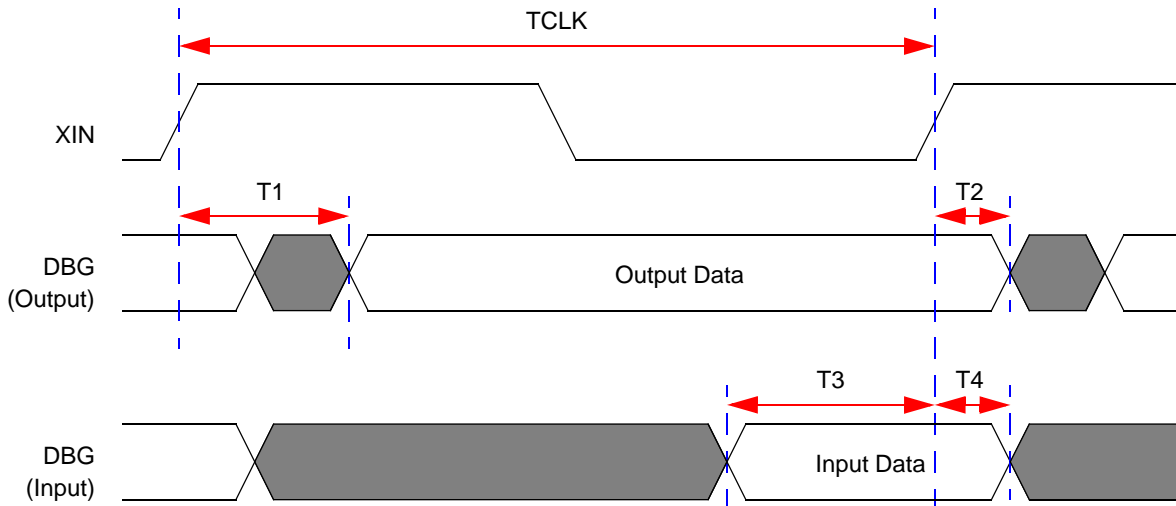 TCLK
XIN
T1
T2
DBG
(Output)
Output Data
T3
T4
DBG
(Input)
Input Data